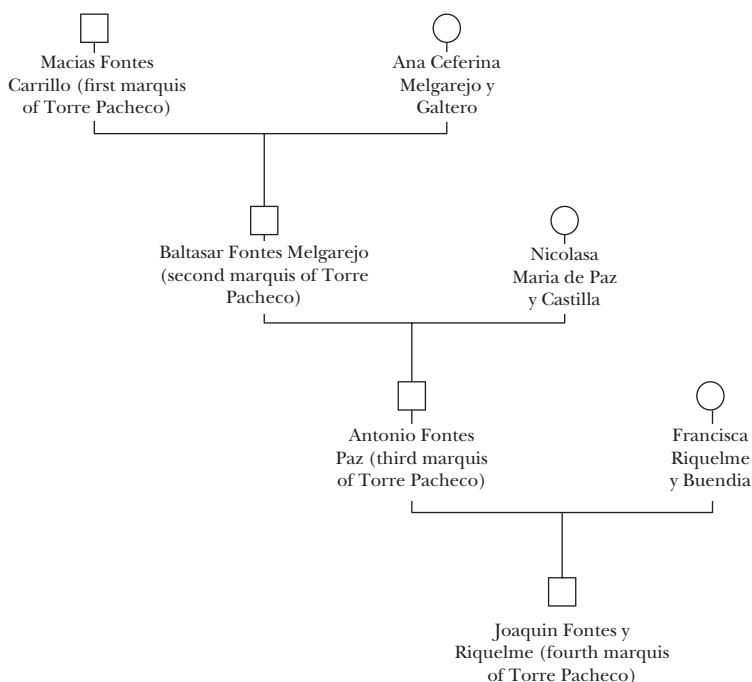 Macias Fontes
Carrillo (first marquis
of Torre Pacheco)
Ana Ceferina
Melgarejo y
Galtero
Baltasar Fontes Melgarejo
(second marquis of Torre
Pacheco)
Nicolasa
Maria de Paz
y Castilla
Antonio Fontes
Paz (third marquis
of Torre Pacheco)
Francisca
Riquelme
y Buendia
Joaquin Fontes y
Riquelme (fourth marquis
of Torre Pacheco)